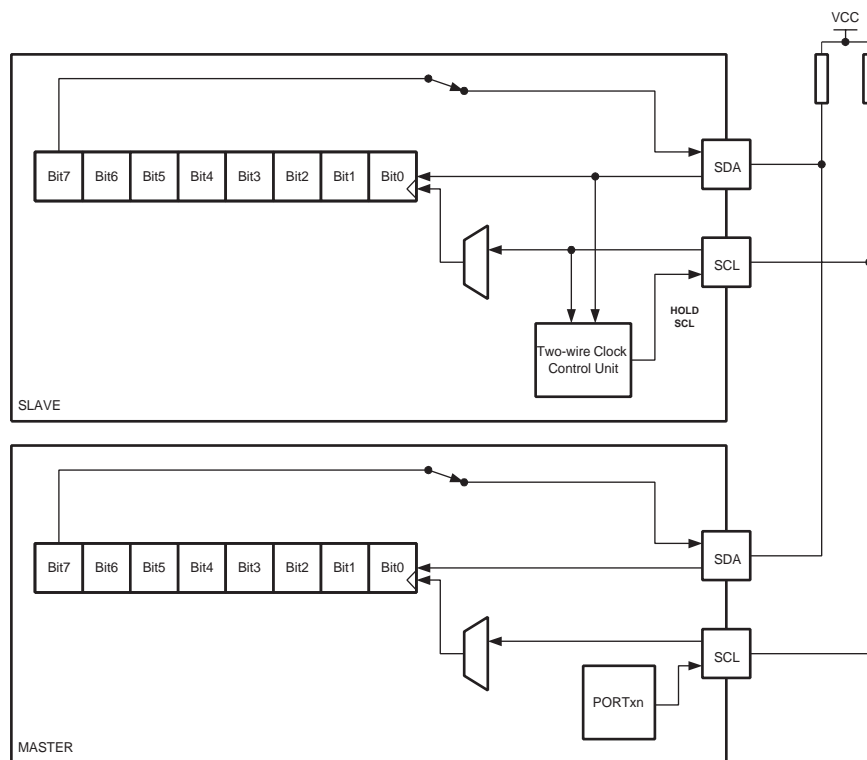 VCC
Bit7 Bit6 Bit5 Bit4 Bit3 Bit2 Bit1 Bit0
SDA
SCL
HOLD
SCL
Two-wire Clock
Control Unit
SLAVE
Bit7 Bit6 Bit5 Bit4 Bit3 Bit2 Bit1 Bit0
SDA
SCL
PORTxn
MASTER